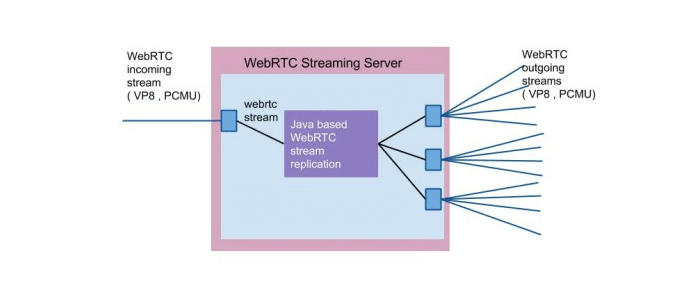 WebRTC
incoming
stream
( VP8 , PCMU)
WebRTC Streaming Server
webrtc
stream
Java based
WebRTC
stream
replication
WebRTC
outgoing
streams
( VP8 , PCMU)